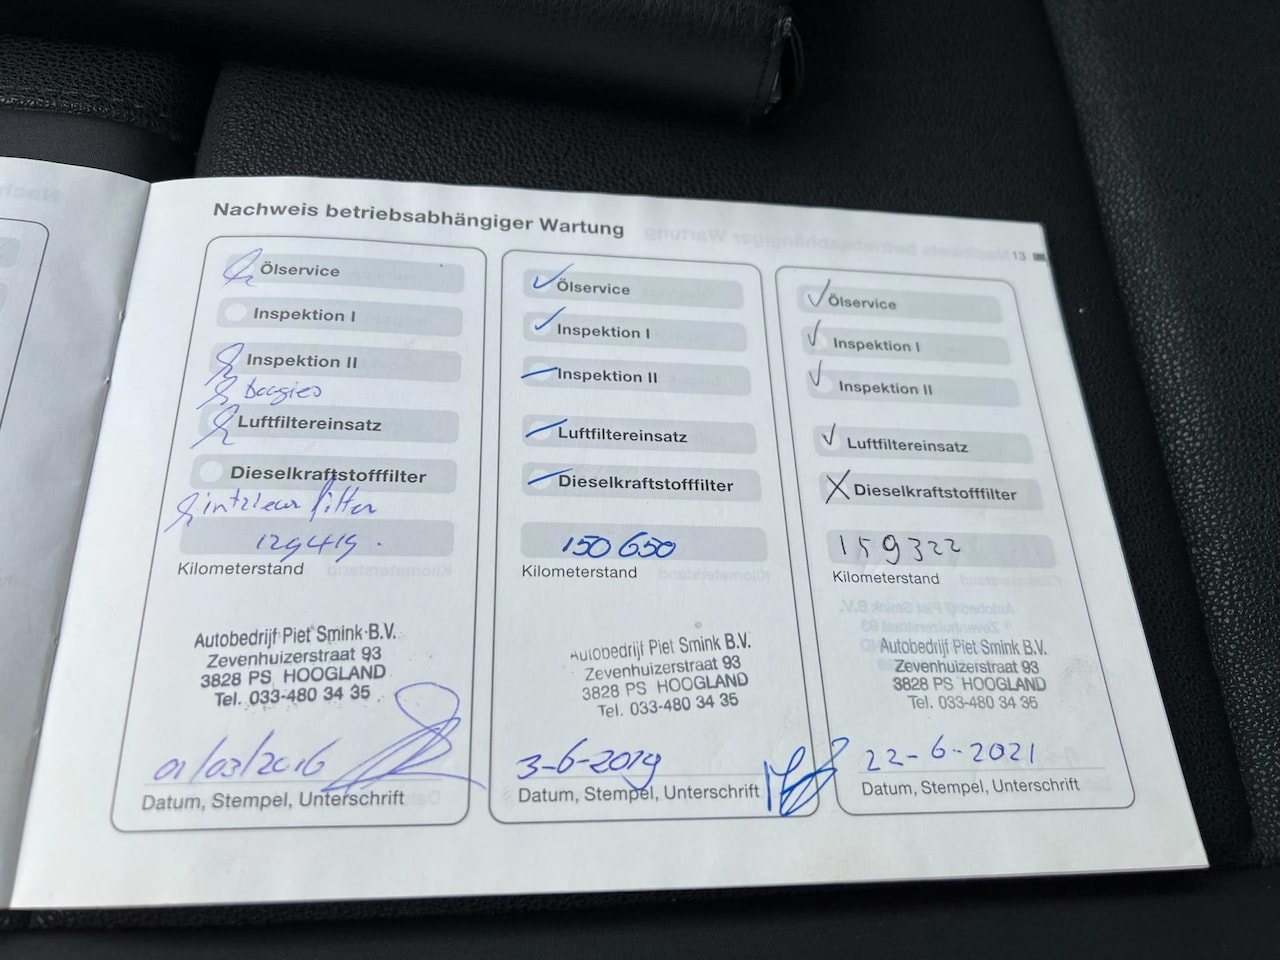 Nachweis betriebsabhängiger Wartung
13
Ölservice
Inspektion I
Inspektion II
Bougies
Luftfiltereinsatz
Dieselkraftstofffilter
intrieur filter
129419.
Kilometerstand
Autobedrijf Piet Smink B.V.
Zevenhuizerstraat 93
3828 PS HOOGLAND
Tel. 033-480 34 35
01/03/2016
Datum, Stempel, Unterschrift
Ölservice
Inspektion I
Inspektion II
Luftfiltereinsatz
Dieselkraftstofffilter
150650
Kilometerstand
Autobedrijf Piet Smink B.V.
Zevenhuizerstraat 93
3828 PS HOOGLAND
Tel. 033-480 34 35
3-6-2019
Datum, Stempel, Unterschrift
Ölservice
Inspektion I
Inspektion II
Luftfiltereinsatz
Dieselkraftstofffilter
159322
Kilometerstand
Autobedrijf Piet Smink B.V.
Zevenhuizerstraat 93
3828 PS HOOGLAND
Tel. 033-480 34 35
22-6-2021
Datum, Stempel, Unterschrift